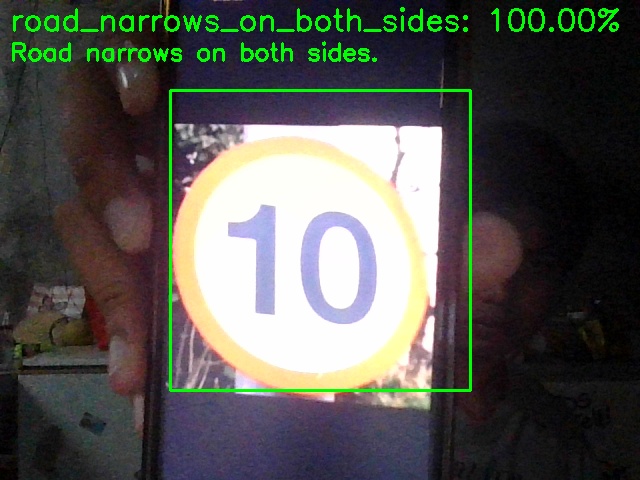 road_narrows_on_both_sides: 100.00%
Road narrows on both sides.
10